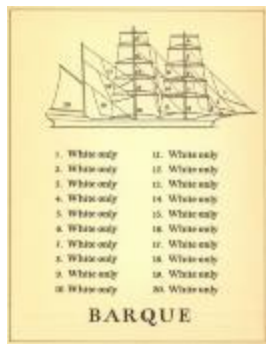 1. White only 11. White only
2. White only 12. White only
3. White only 13. White only
4. White only 14. White only
5. White only 15. White only
6. White only 16. White only
7. White only 17. White only
8. White only 18. White only
9. White only 19. White only
10. White only 20. White only
BARQUE